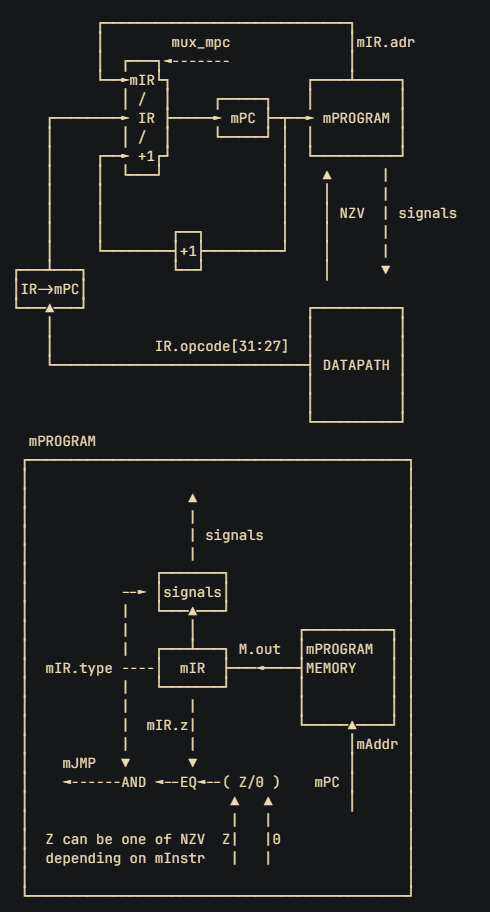 mux_mpc
mIR.adr
mIR
/
IR
/
+1
mPC
mPROGRAM
NZV
signals
+1
IR→mPC
IR.opcode[31:27]
DATAPATH
mPROGRAM
signals
signals
mIR.type
mIR
M.out
mPROGRAM
MEMORY
mIR.z
mAddr
mJMP
AND
EQ
( Z/0 )
mPC
Z can be one of NZV
depending on mInstr
Z
0